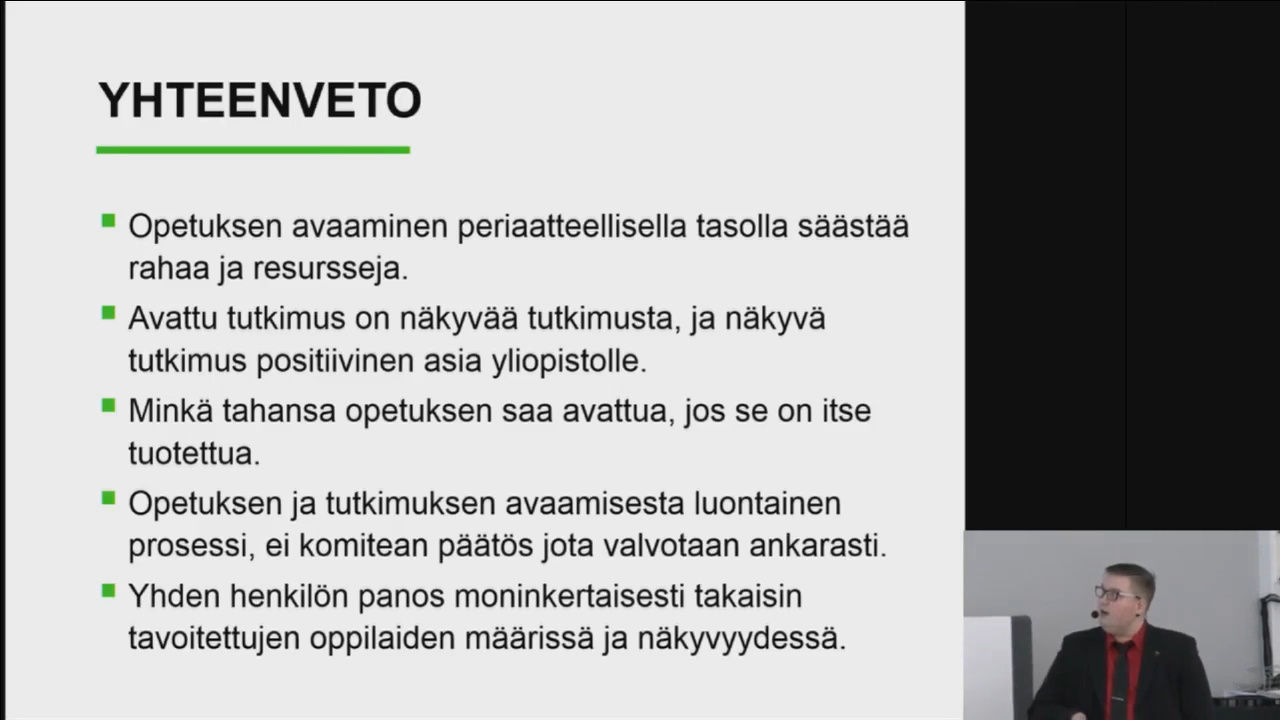 YHTEENVETO
Opetuksen avaaminen periaatteellisella tasolla säästää
rahaa ja resursseja.
Avattu tutkimus on näkyvää tutkimusta, ja näkyvä
tutkimus positiivinen asia yliopistolle.
Minkä tahansa opetuksen saa avattua, jos se on itse
tuotettua.
Opetuksen ja tutkimuksen avaamisesta luontainen
prosessi, ei komitean päätös jota valvotaan ankarasti.
Yhden henkilön panos moninkertaisesti takaisin
tavoitettujen oppilaiden määrissä ja näkyvyydessä.